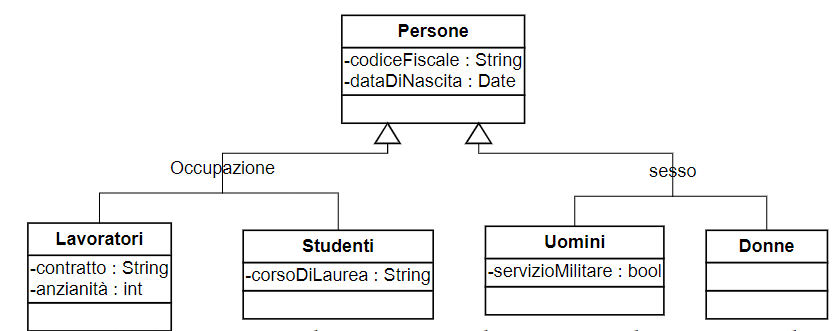 Persone
-codiceFiscale : String
-dataDiNascita : Date
Occupazione
sesso
Lavoratori
-contratto : String
-anzianità : int
Studenti
-corsoDiLaurea : String
Uomini
-servizioMilitare : bool
Donne